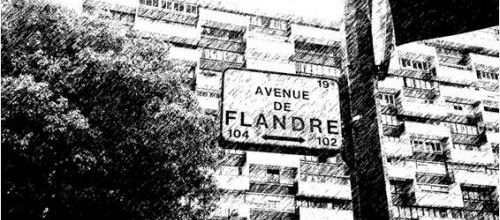 19
AVENUE
DE
FLANDRE
104 ↔ 102